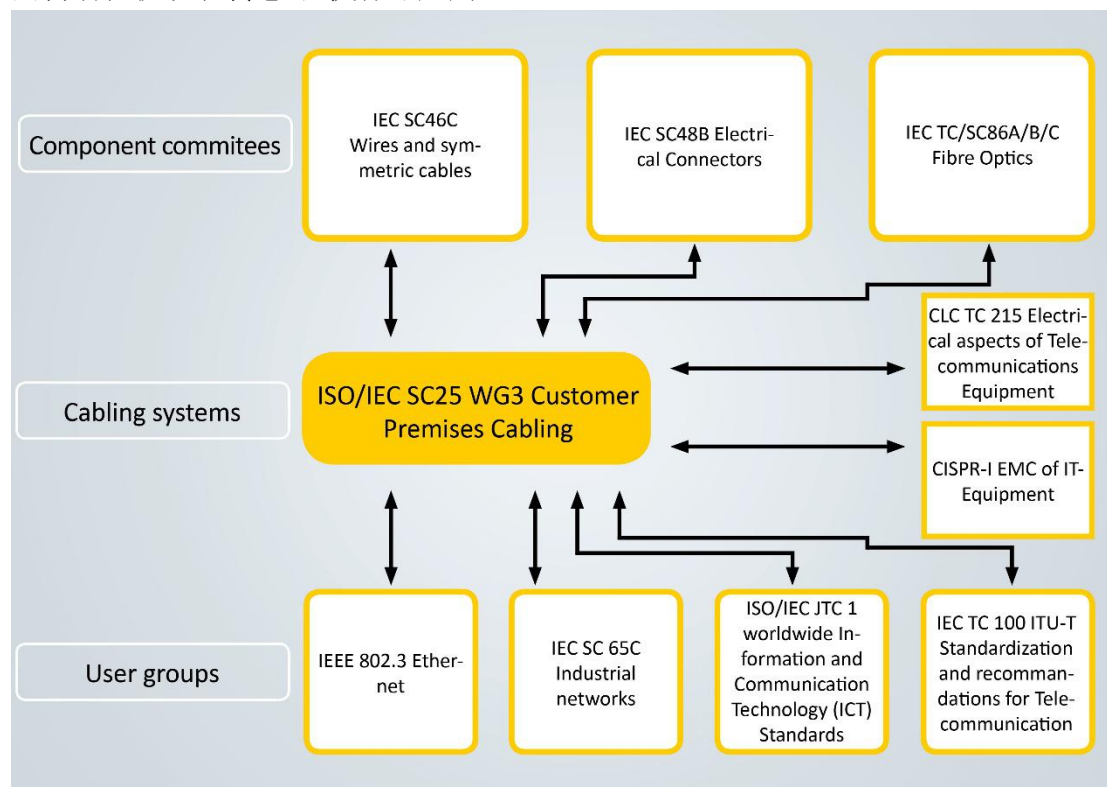 Component commitees
IEC SC46C
Wires and sym-
metric cables
IEC SC48B Electri-
cal Connectors
IEC TC/SC86A/B/C
Fibre Optics
CLC TC 215 Electri-
cal aspects of Tele-
communications
Equipment
Cabling systems
ISO/IEC SC25 WG3 Customer
Premises Cabling
CISPR-I EMC of IT-
Equipment
User groups
IEEE 802.3 Ether-
net
IEC SC 65C
Industrial
networks
ISO/IEC JTC 1
worldwide In-
formation and
Communication
Technology (ICT)
Standards
IEC TC 100 ITU-T
Standardization
and recomman-
dations for Tele-
communication